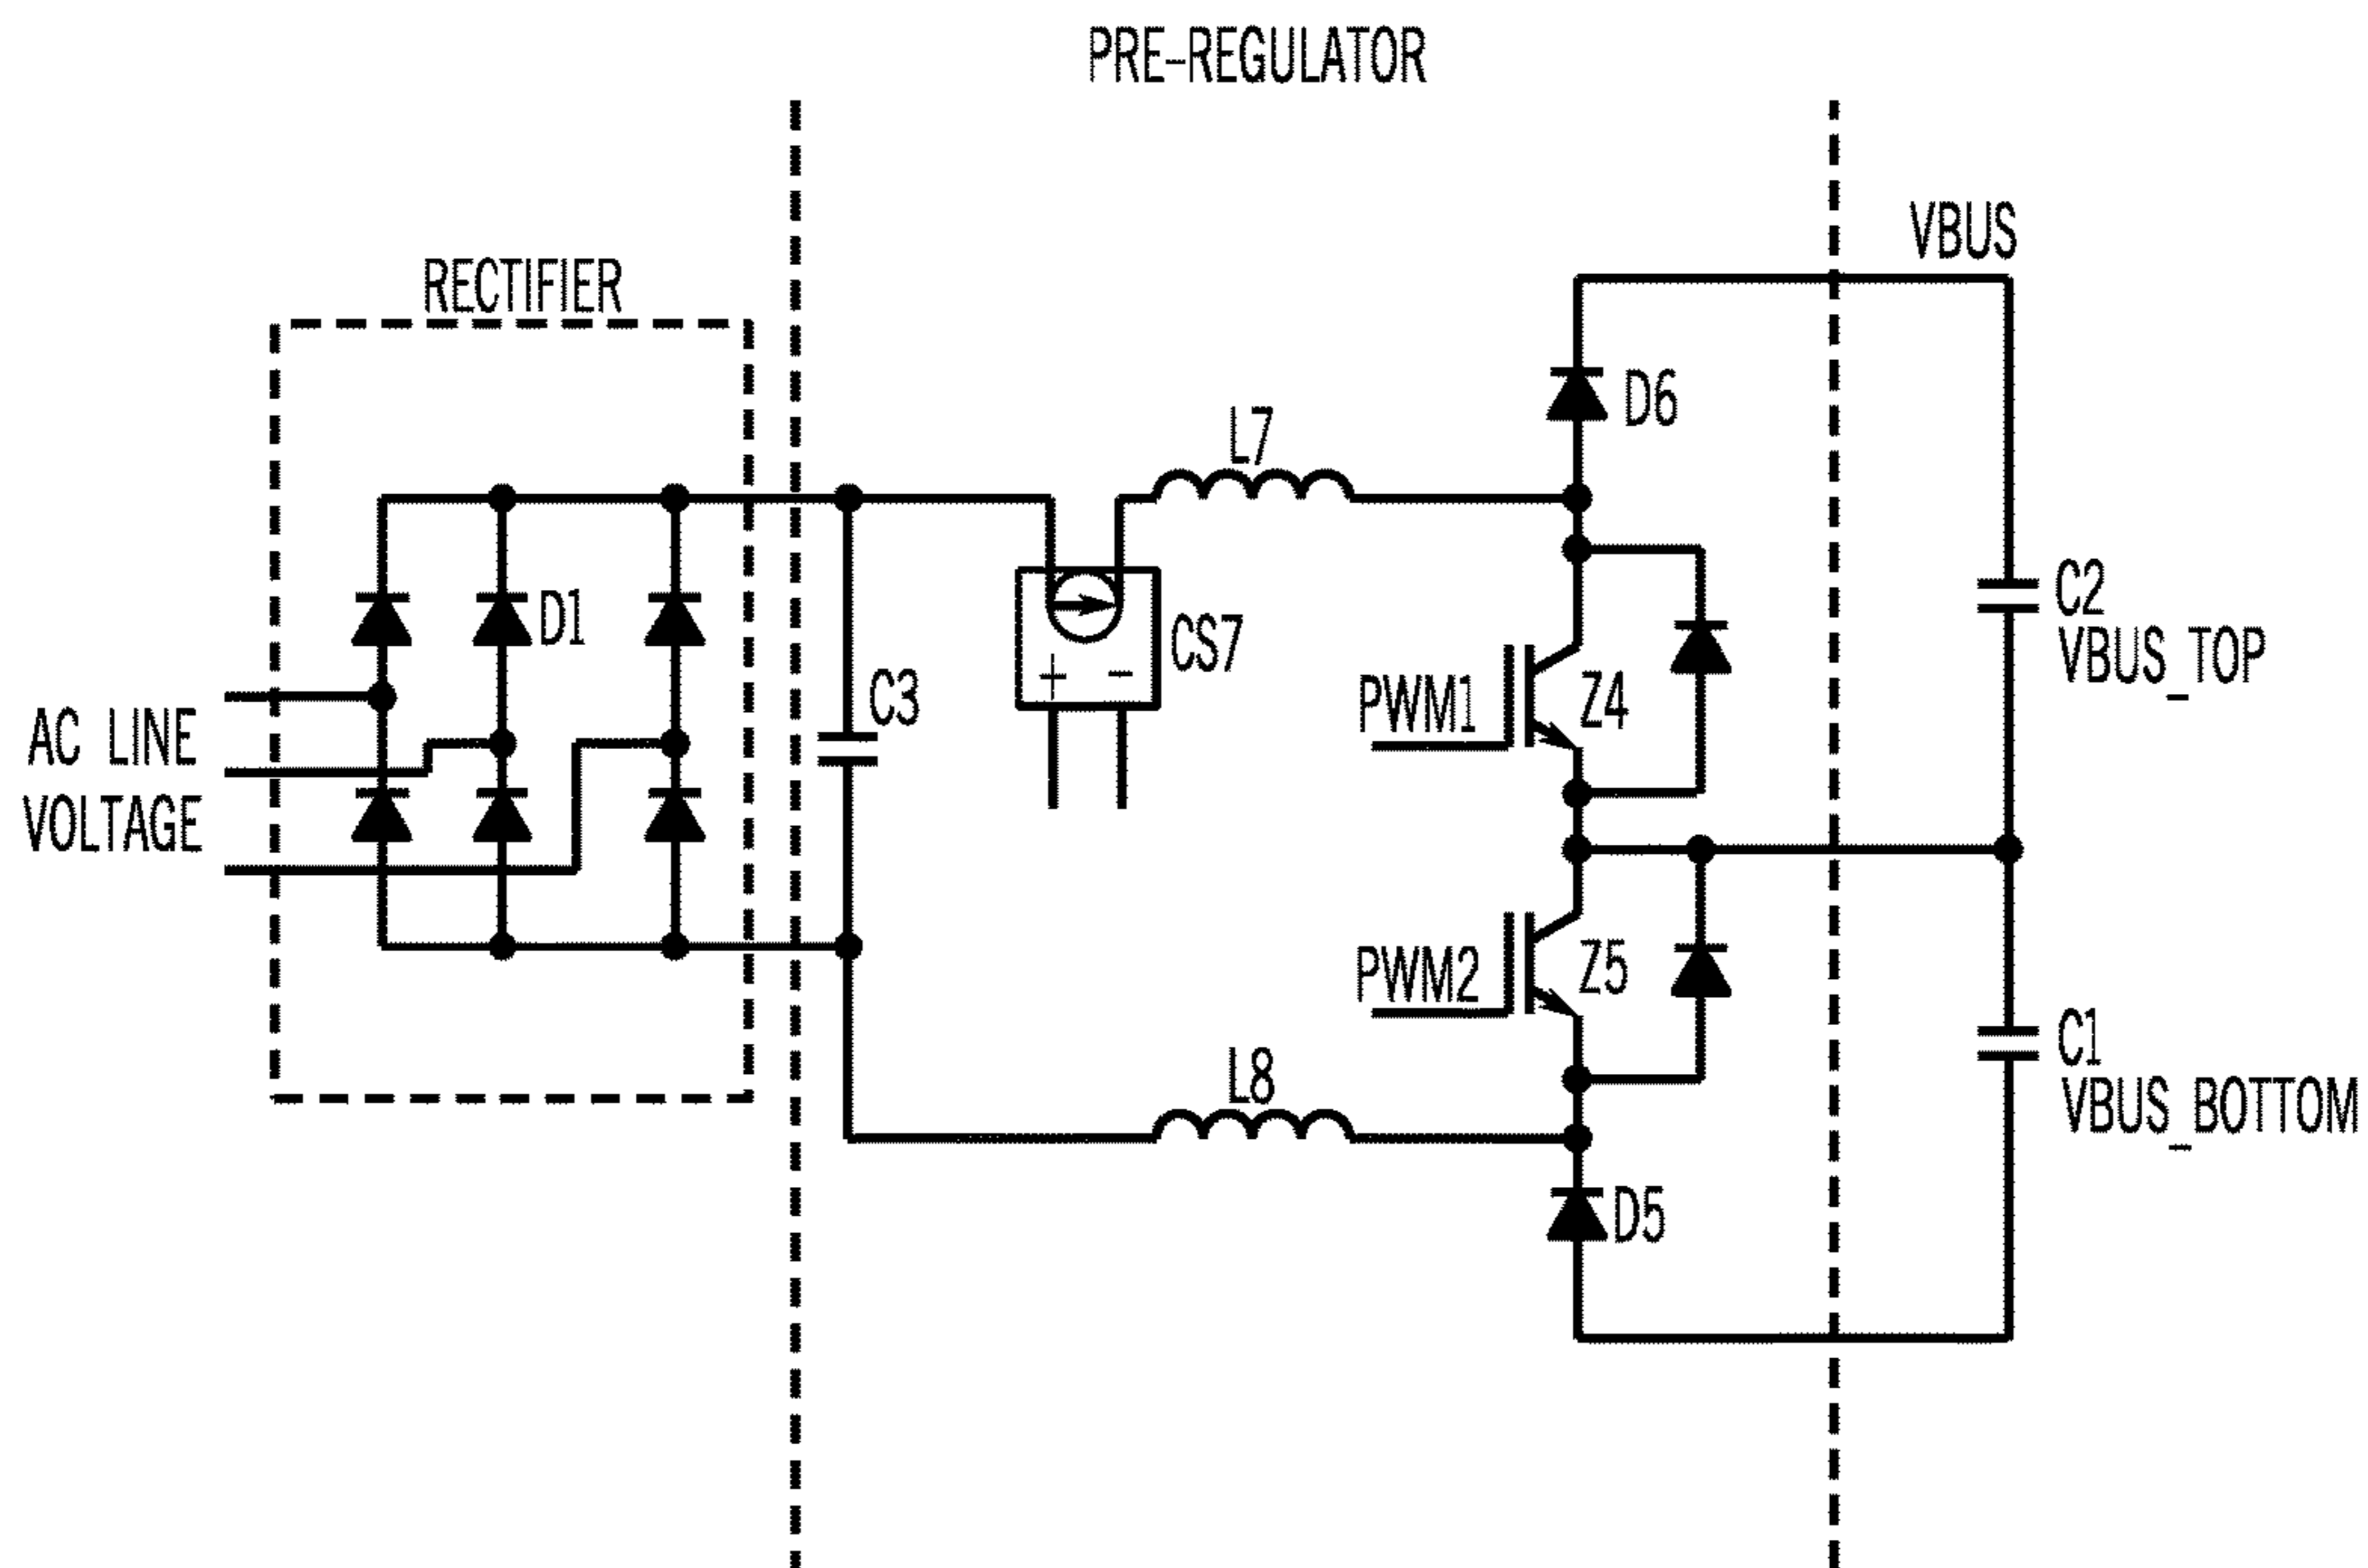 PRE-REGULATOR
VBUS
RECTIFIER
D6
L7
C2
VBUS_TOP
D1
CS7
+ -
C3
PWM1
Z4
AC LINE
VOLTAGE
PWM2
Z5
C1
VBUS_BOTTOM
L8
D5